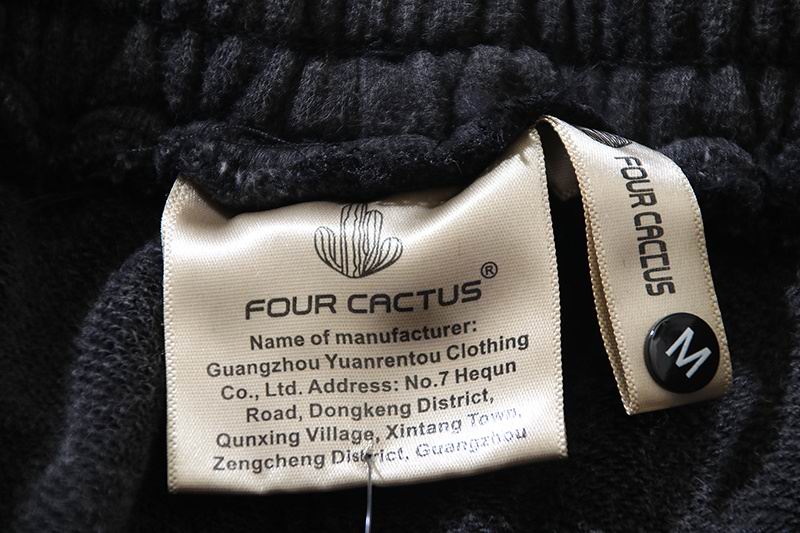 FOUR CACTUS®
Name of manufacturer:
Guangzhou Yuanrentou Clothing
Co., Ltd. Address: No.7 Hequn
Road, Dongkeng District,
Qunxing Village, Xintang Town,
Zengcheng District, Guangzhou
FOUR CACTUS
M